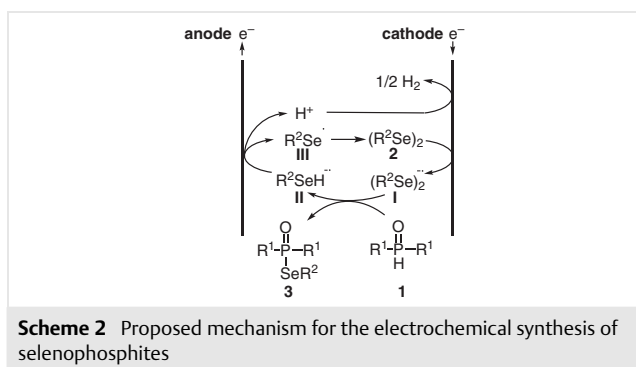 anode e⁻ cathode e⁻
1/2 H₂
H⁺
R²Se˙ (R²Se)₂
III 2
R²SeH˙⁻ (R²Se)₂˙⁻
II I
O O
R¹-P-R¹ R¹-P-R¹
SeR² H
3 1
Scheme 2 Proposed mechanism for the electrochemical synthesis of
selenophosphites